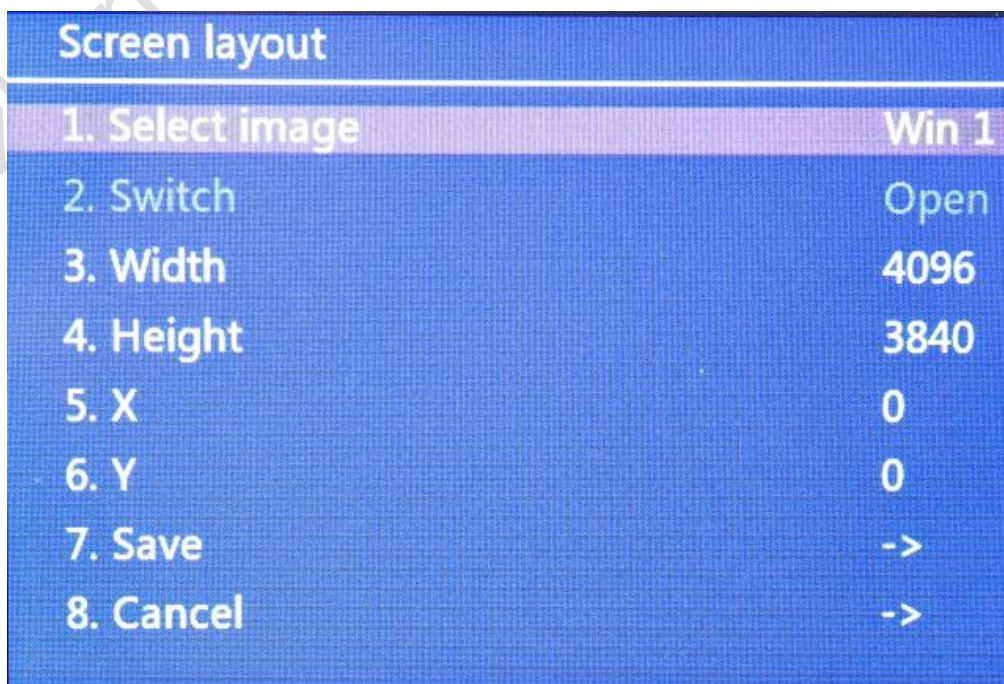 Screen layout
1. Select image Win 1
2. Switch Open
3. Width 4096
4. Height 3840
5. X 0
6. Y 0
7. Save ->
8. Cancel ->